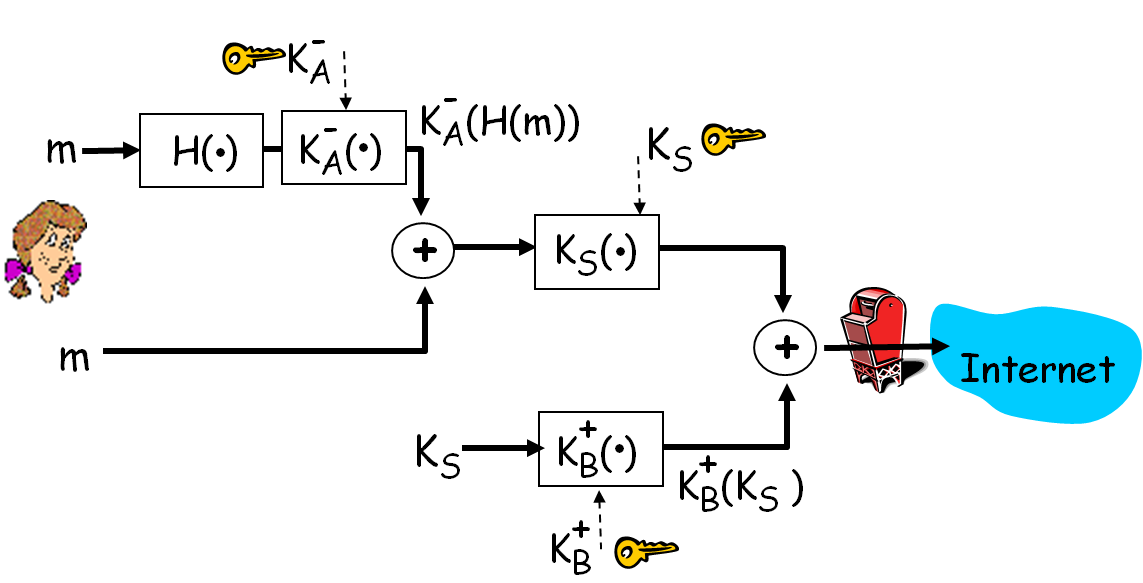 K_A^-
K_A^-(H(m))
m
H(•)
K_A^-(•)
K_S
+
K_S(•)
m
+
Internet
K_S
K_B^+(•)
K_B^+(K_S )
K_B^+